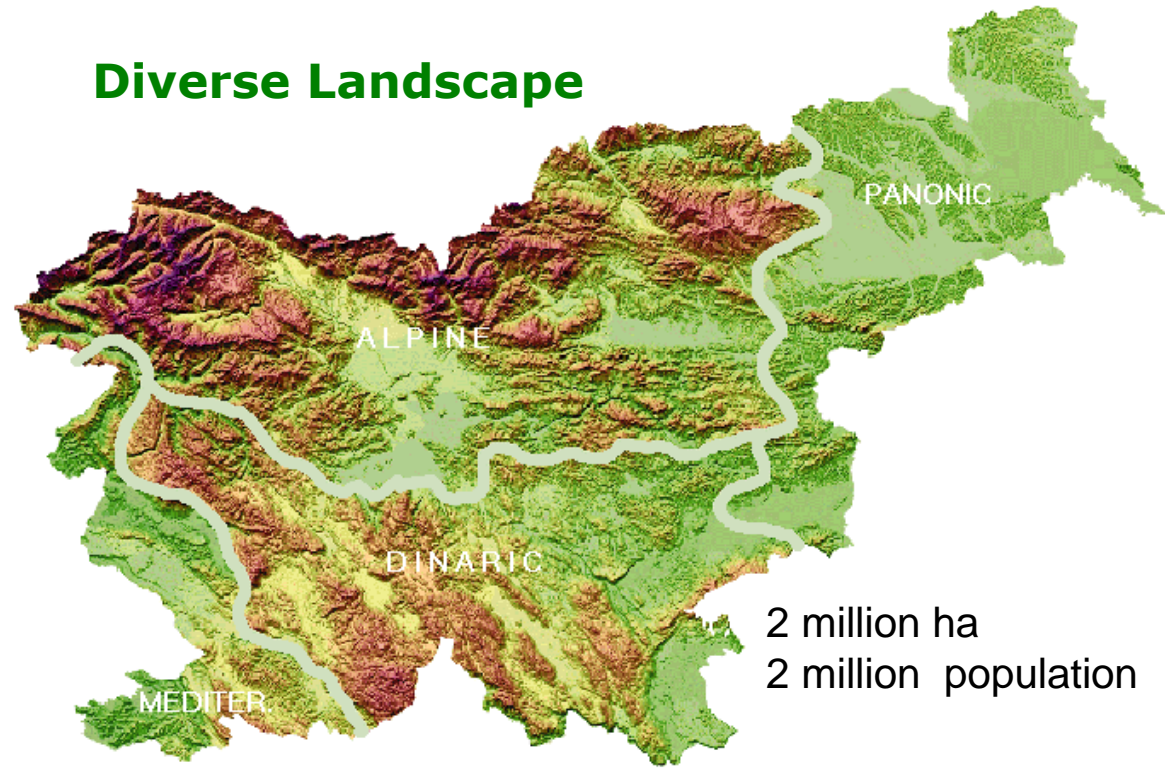 Diverse Landscape
PANONIC
ALPINE
DINARIC
2 million ha
2 million population
MEDITER.